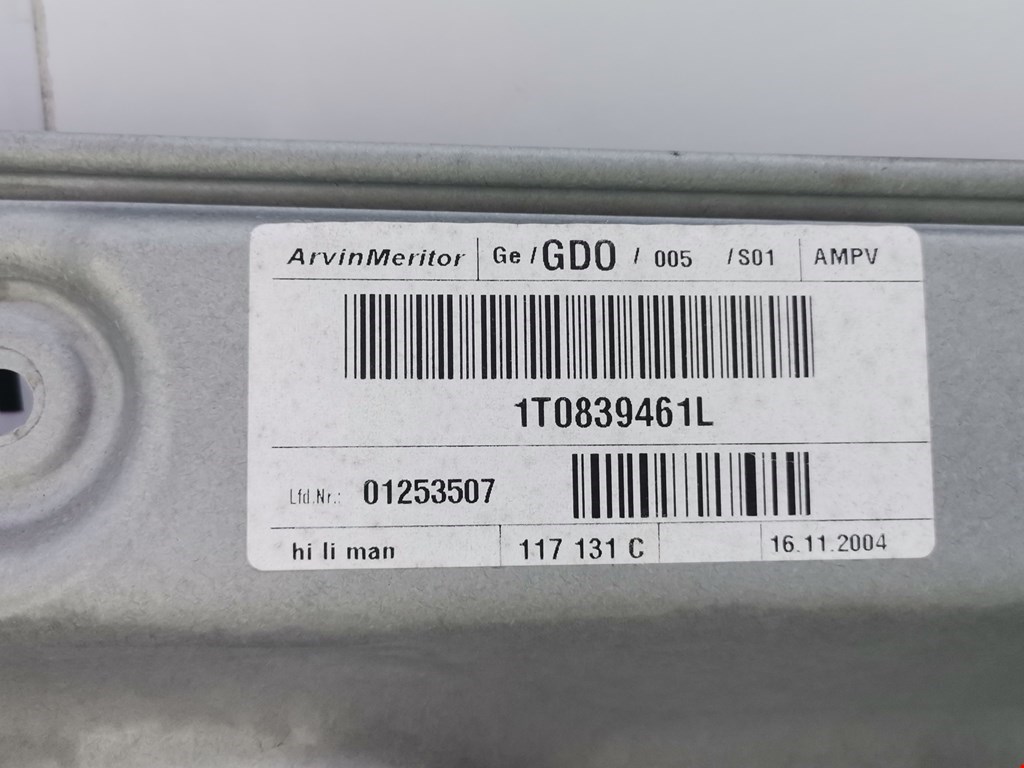 ArvinMeritor Ge / GDO / 005 / S01 AMPV
1T0839461L
Lfd.Nr.: 01253507
hi li man 117 131 C 16.11.2004